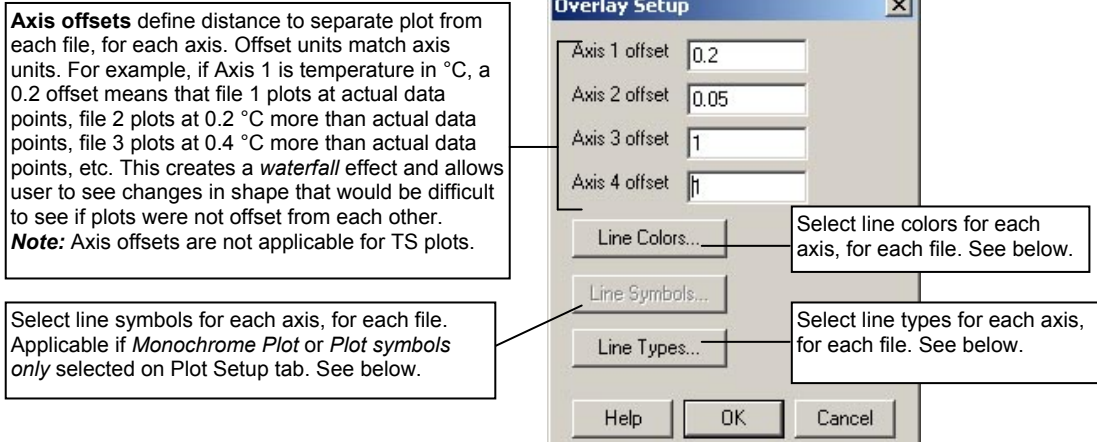 Axis offsets define distance to separate plot from
each file, for each axis. Offset units match axis
units. For example, if Axis 1 is temperature in °C, a
0.2 offset means that file 1 plots at actual data
points, file 2 plots at 0.2 °C more than actual data
points, file 3 plots at 0.4 °C more than actual data
points, etc. This creates a waterfall effect and allows
user to see changes in shape that would be difficult
to see if plots were not offset from each other.
Note: Axis offsets are not applicable for TS plots.
Select line symbols for each axis, for each file.
Applicable if Monochrome Plot or Plot symbols
only selected on Plot Setup tab. See below.
Overlay Setup
Axis 1 offset 0.2
Axis 2 offset 0.05
Axis 3 offset 1
Axis 4 offset 1
Line Colors...
Line Symbols...
Line Types...
Help OK Cancel
Select line colors for each
axis, for each file. See below.
Select line types for each axis,
for each file. See below.